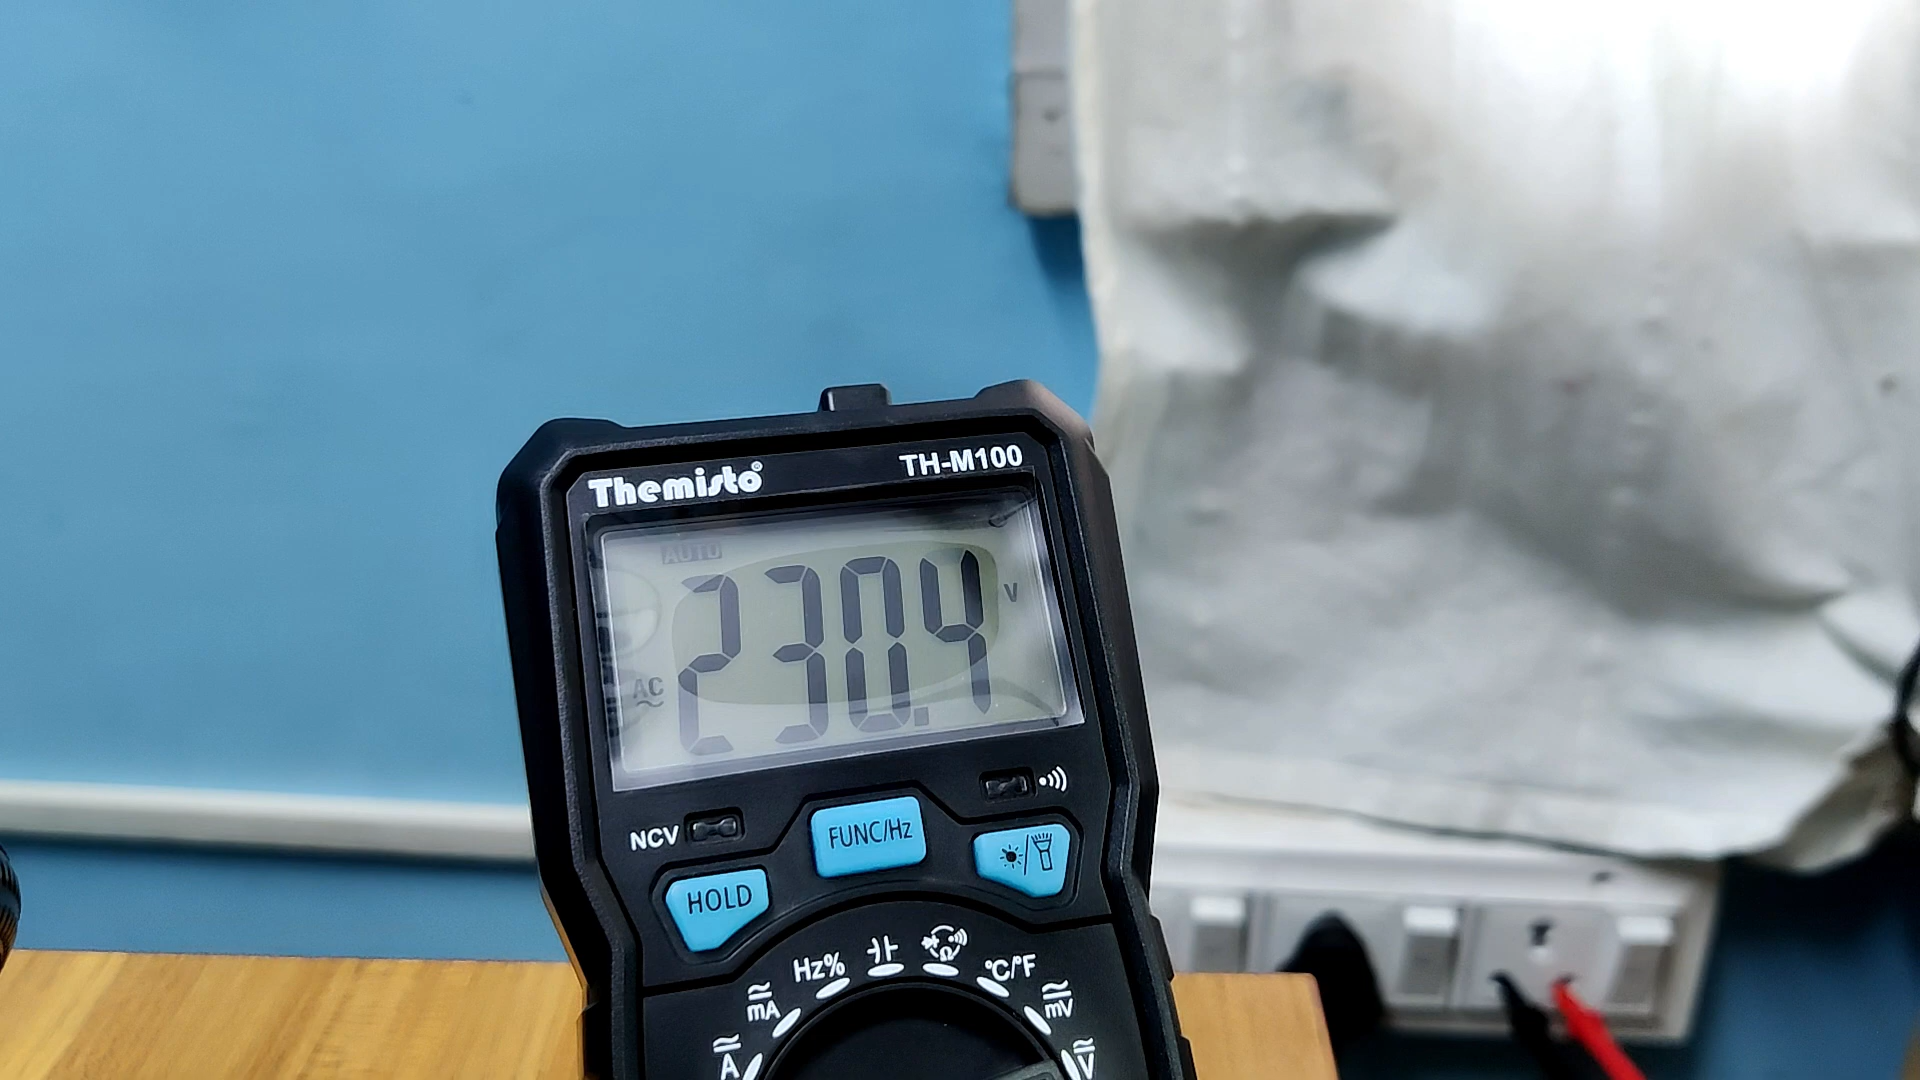 Themisto® TH-M100
AUTO
230.4 V
AC
NCV
FUNC/Hz
HOLD
Hz%
Ω
°C/°F
mA
mV
A
V